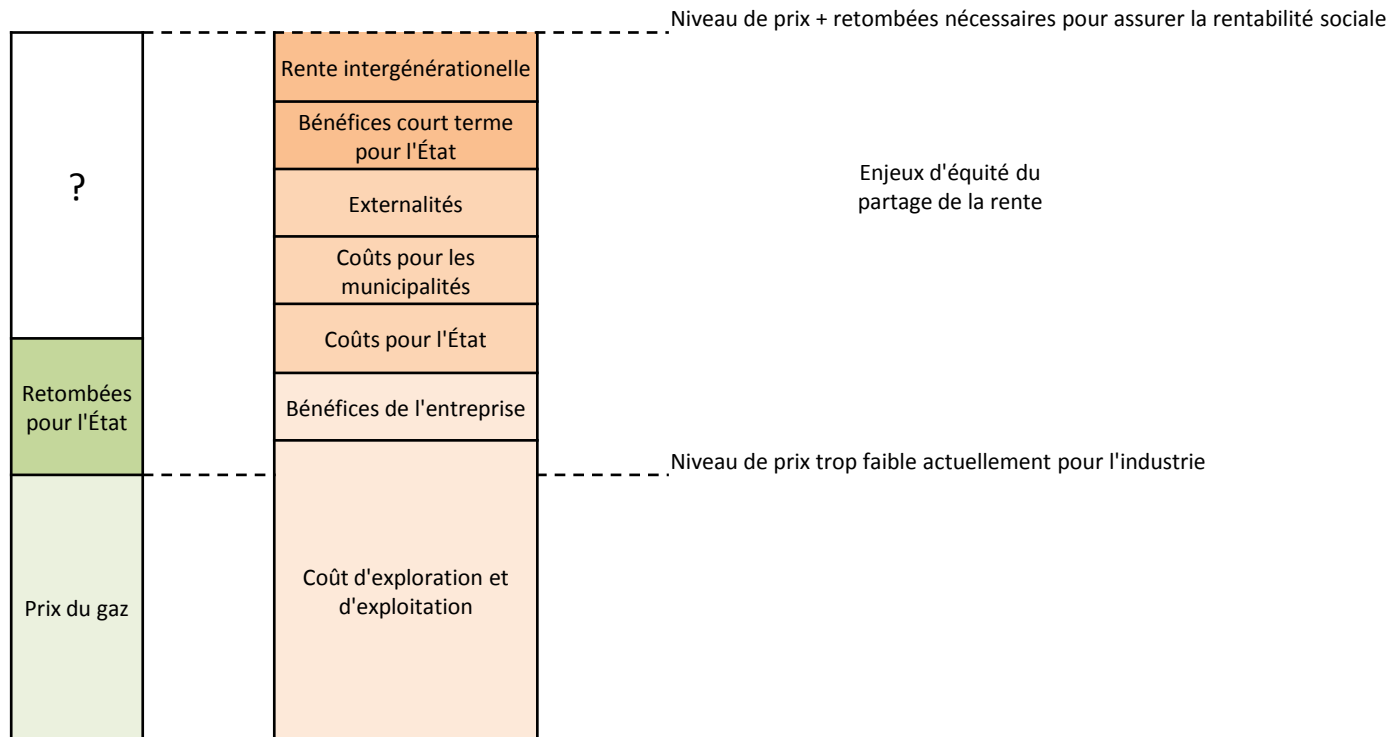 Niveau de prix + retombées nécessaires pour assurer la rentabilité sociale
Rente intergénérationelle
Bénéfices court terme
pour l'État
?
Externalités
Enjeux d'équité du
partage de la rente
Coûts pour les
municipalités
Coûts pour l'État
Retombées
pour l'État
Bénéfices de l'entreprise
Niveau de prix trop faible actuellement pour l'industrie
Coût d'exploration et
d'exploitation
Prix du gaz